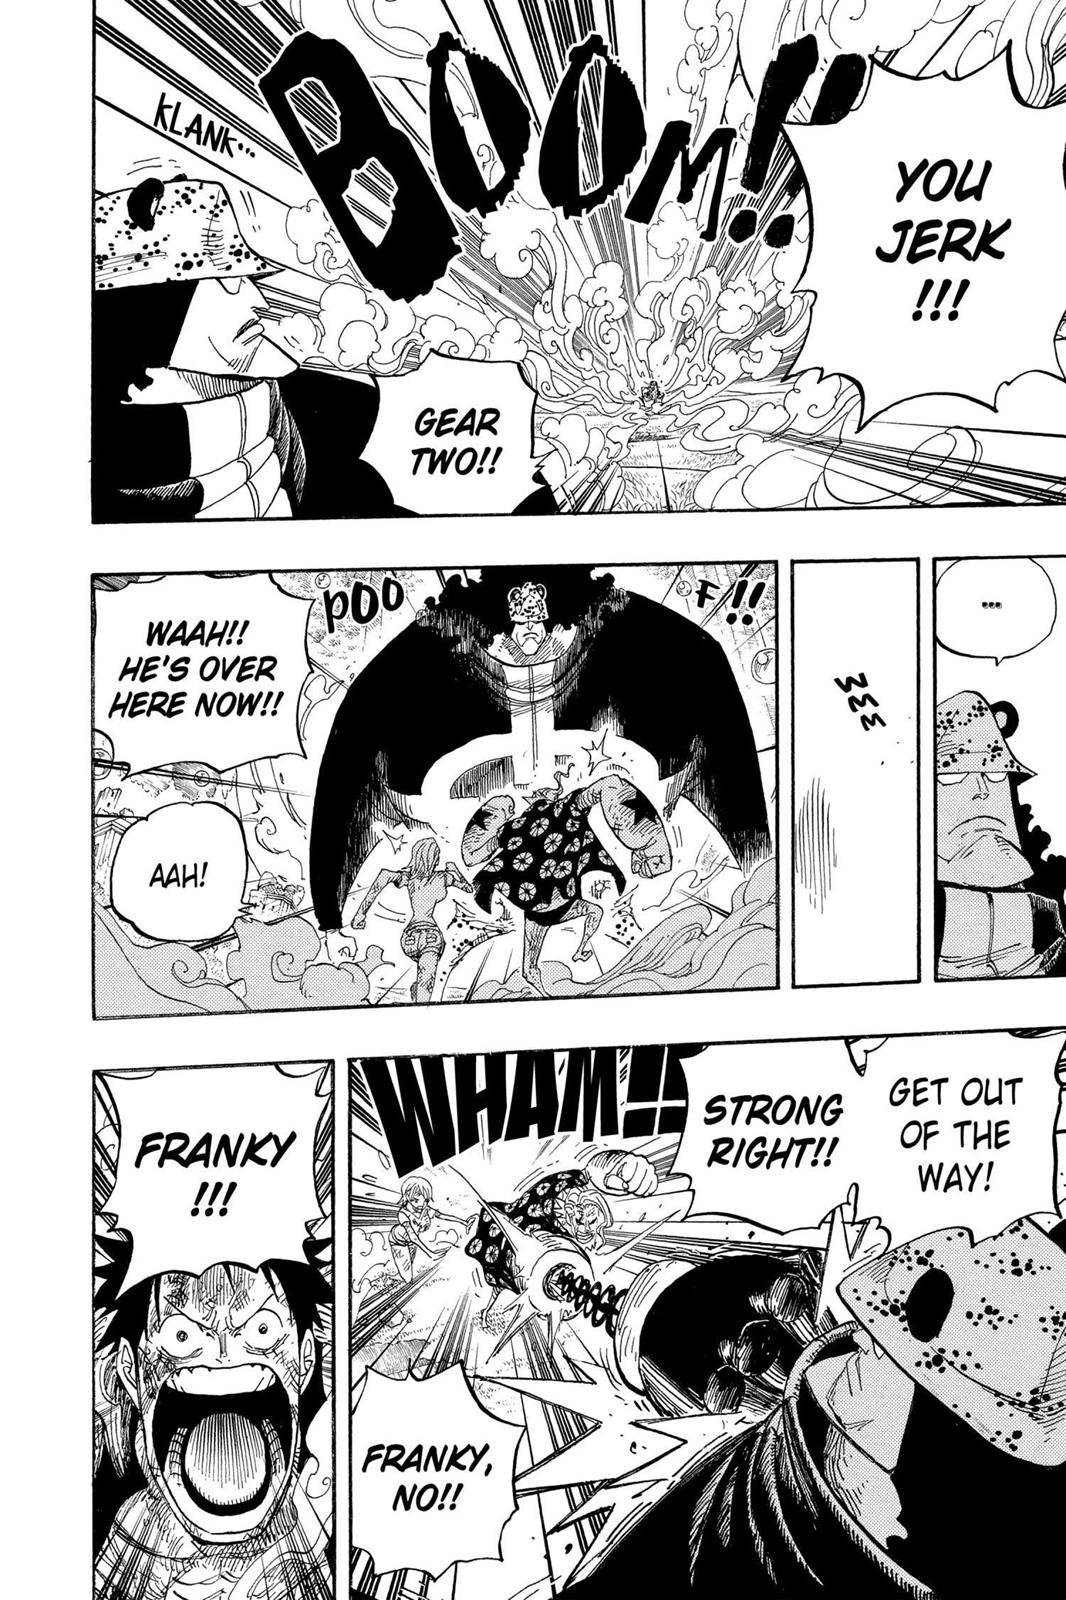 YOU
JERK
!!!
BOOM!!
KLANK...
GEAR
TWO!!
...
POO
F!!
WAAH!!
HE'S OVER
HERE NOW!!
AAH!
GET OUT
OF THE
WAY!
STRONG
RIGHT!!
WHAM!!
FRANKY,
NO!!
FRANKY
!!!